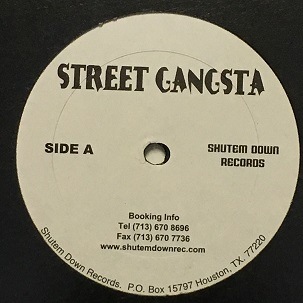 STREET GANGSTA
SIDE A
SHUTEM DOWN
RECORDS
Booking Info
Tel (713) 670 8696
Fax (713) 670 7736
www.shutemdownrec.com
Shutem Down Records. P.O. Box 15797 Houston, TX. 77220